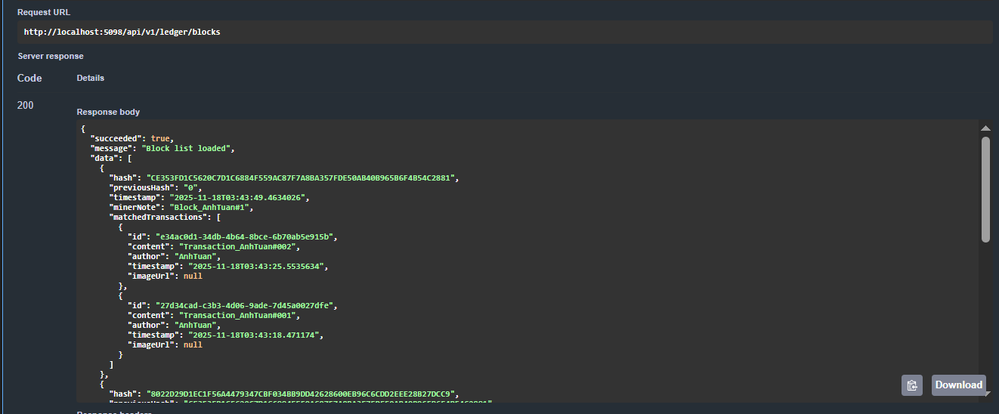 Request URL
http://localhost:5098/api/v1/ledger/blocks
Server response
Code
Details
200
Response body
{
"succeeded": true,
"message": "Block list loaded",
"data": [
{
"hash": "CE353FD1C5620C7D1C6884F559AC87F7A8BA357FDE50AB40B965B6F4B54C2881",
"previousHash": "0",
"timestamp": "2025-11-18T03:43:49.4634026",
"minerNote": "Block_AnhTuan#1",
"matchedTransactions": [
{
"id": "e34ac0d1-34db-4b64-8bce-6b70ab5e915b",
"content": "Transaction_AnhTuan#002",
"author": "AnhTuan",
"timestamp": "2025-11-18T03:43:25.5535634",
"imageUrl": null
},
{
"id": "27d34cad-c3b3-4d06-9ade-7d45a0027dfe",
"content": "Transaction_AnhTuan#001",
"author": "AnhTuan",
"timestamp": "2025-11-18T03:43:18.471174",
"imageUrl": null
}
]
},
{
"hash": "8022D29D1EC1F56A4479347CBF034BB9DD42628600EB96C6CDD2EEE28B27DCC9",
Download